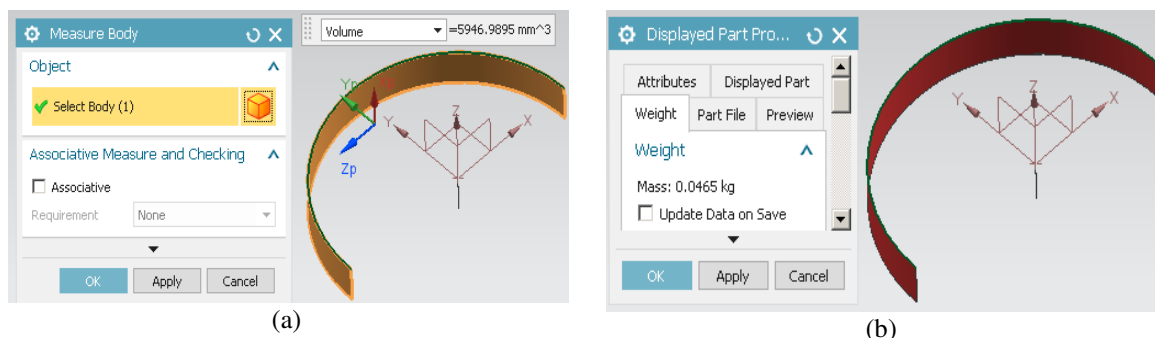 Measure Body
Object
Select Body (1)
Associative Measure and Checking
Associative
Requirement None
OK Apply Cancel
Volume =5946.9895 mm^3
Yp
Zp
Y Z X
(a)
Displayed Part Pro...
Attributes Displayed Part
Weight Part File Preview
Weight
Mass: 0.0465 kg
Update Data on Save
OK Apply Cancel
Y Z X
(b)